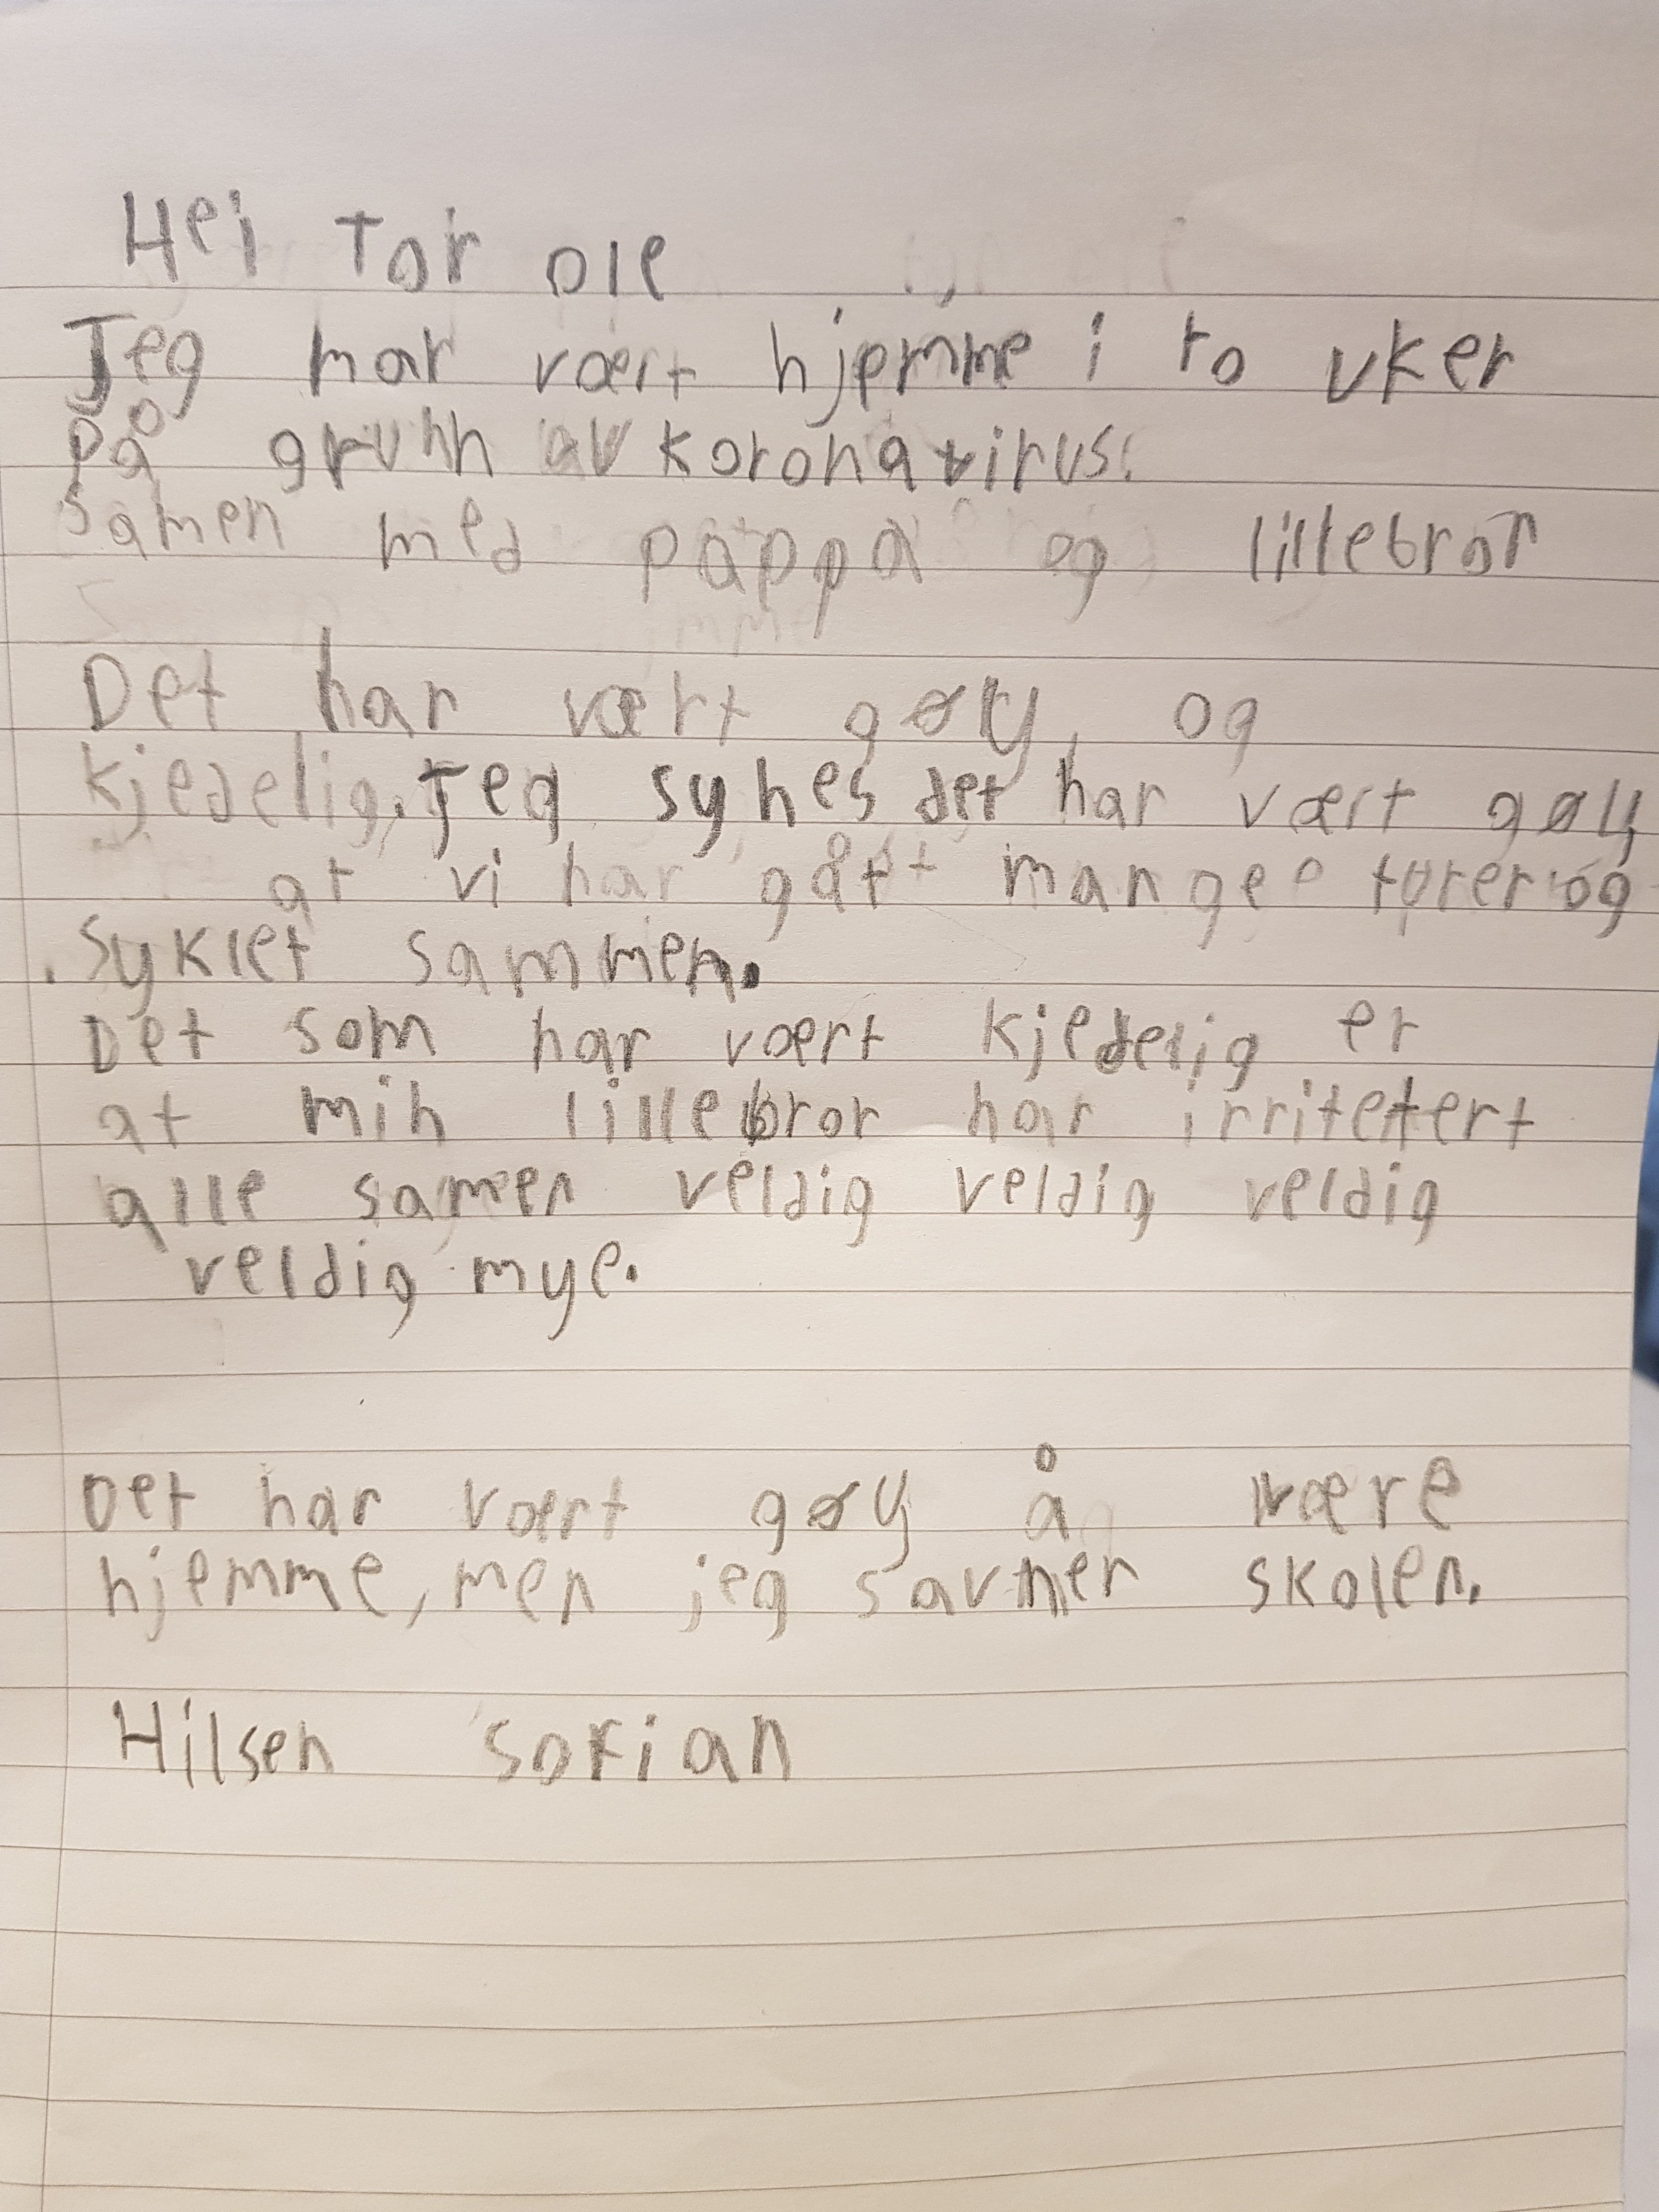 Hei Tor ole
Jeg har vært hjemme i to uker
på grunn av koronavirus.
samen med pappa og lillebror
Det har vært gøy, og
kjedelig. Jeg synes det har vært gøy
at vi har gått mange turer og
syklet sammen.
Det som har vært kjedelig er
at min lillebror har irritetert
alle samen veldig veldig veldig
veldig mye.
Det har vært gøy å være
hjemme, men jeg savner skolen.
Hilsen Sofian